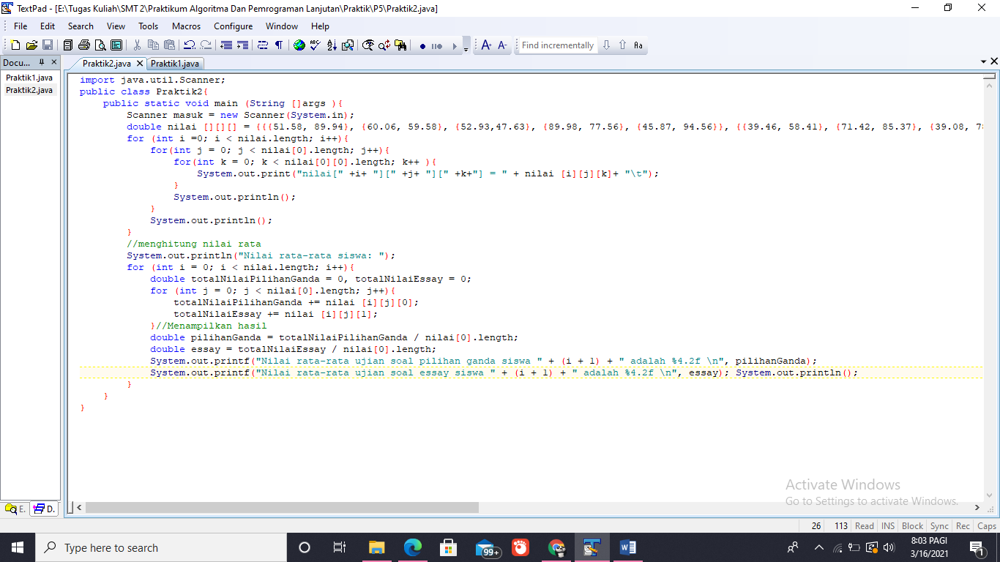 TextPad - [E:\Tugas Kuliah\SMT 2\Praktikum Algoritma Dan Pemrograman Lanjutan\Praktik\P5\Praktik2.java]
File Edit Search View Tools Macros Configure Window Help
Find incrementally
Docu...
Praktik2.java Praktik1.java
Praktik1.java
Praktik2.java
import java.util.Scanner;
public class Praktik2{
public static void main (String []args ){
Scanner masuk = new Scanner(System.in);
double nilai [][][] = {{{51.58, 89.94}, {60.06, 59.58}, {52.93,47.63}, {89.98, 77.56}, {45.87, 94.56}}, {{39.46, 58.41}, {71.42, 85.37}, {39.08,
for (int i =0; i < nilai.length; i++){
for(int j = 0; j < nilai[0].length; j++){
for(int k = 0; k < nilai[0][0].length; k++ ){
System.out.print("nilai[" +i+ "][" +j+ "][" +k+"] = " + nilai [i][j][k]+ "\t");
}
System.out.println();
}
System.out.println();
}
//menghitung nilai rata
System.out.println("Nilai rata-rata siswa: ");
for (int i = 0; i < nilai.length; i++){
double totalNilaiPilihanGanda = 0, totalNilaiEssay = 0;
for (int j = 0; j < nilai[0].length; j++){
totalNilaiPilihanGanda += nilai [i][j][0];
totalNilaiEssay += nilai [i][j][1];
}//Menampilkan hasil
double pilihanGanda = totalNilaiPilihanGanda / nilai[0].length;
double essay = totalNilaiEssay / nilai[0].length;
System.out.printf("Nilai rata-rata ujian soal pilihan ganda siswa " + (i + 1) + " adalah %4.2f \n", pilihanGanda);
System.out.printf("Nilai rata-rata ujian soal essay siswa " + (i + 1) + " adalah %4.2f \n", essay); System.out.println();
}
}
}
Activate Windows
Go to Settings to activate Windows.
E. D.
26 113 Read INS Block Sync Rec Caps
Type here to search
99+
8:03 PAGI
3/16/2021
1